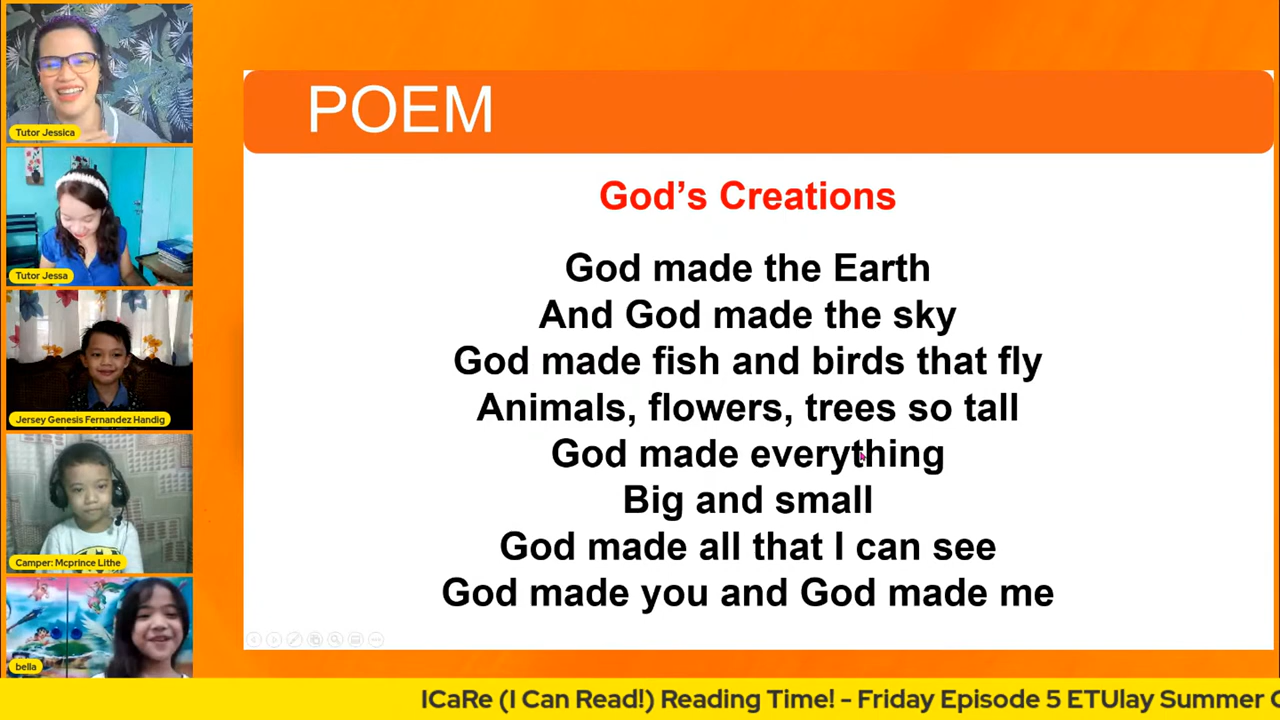 Tutor Jessica
Tutor Jessa
Jersey Genesis Fernandez Handig
Camper: Mcprince Lithe
bella
POEM
God's Creations
God made the Earth
And God made the sky
God made fish and birds that fly
Animals, flowers, trees so tall
God made everything
Big and small
God made all that I can see
God made you and God made me
ICaRe (I Can Read!) Reading Time! - Friday Episode 5 ETUlay Summer